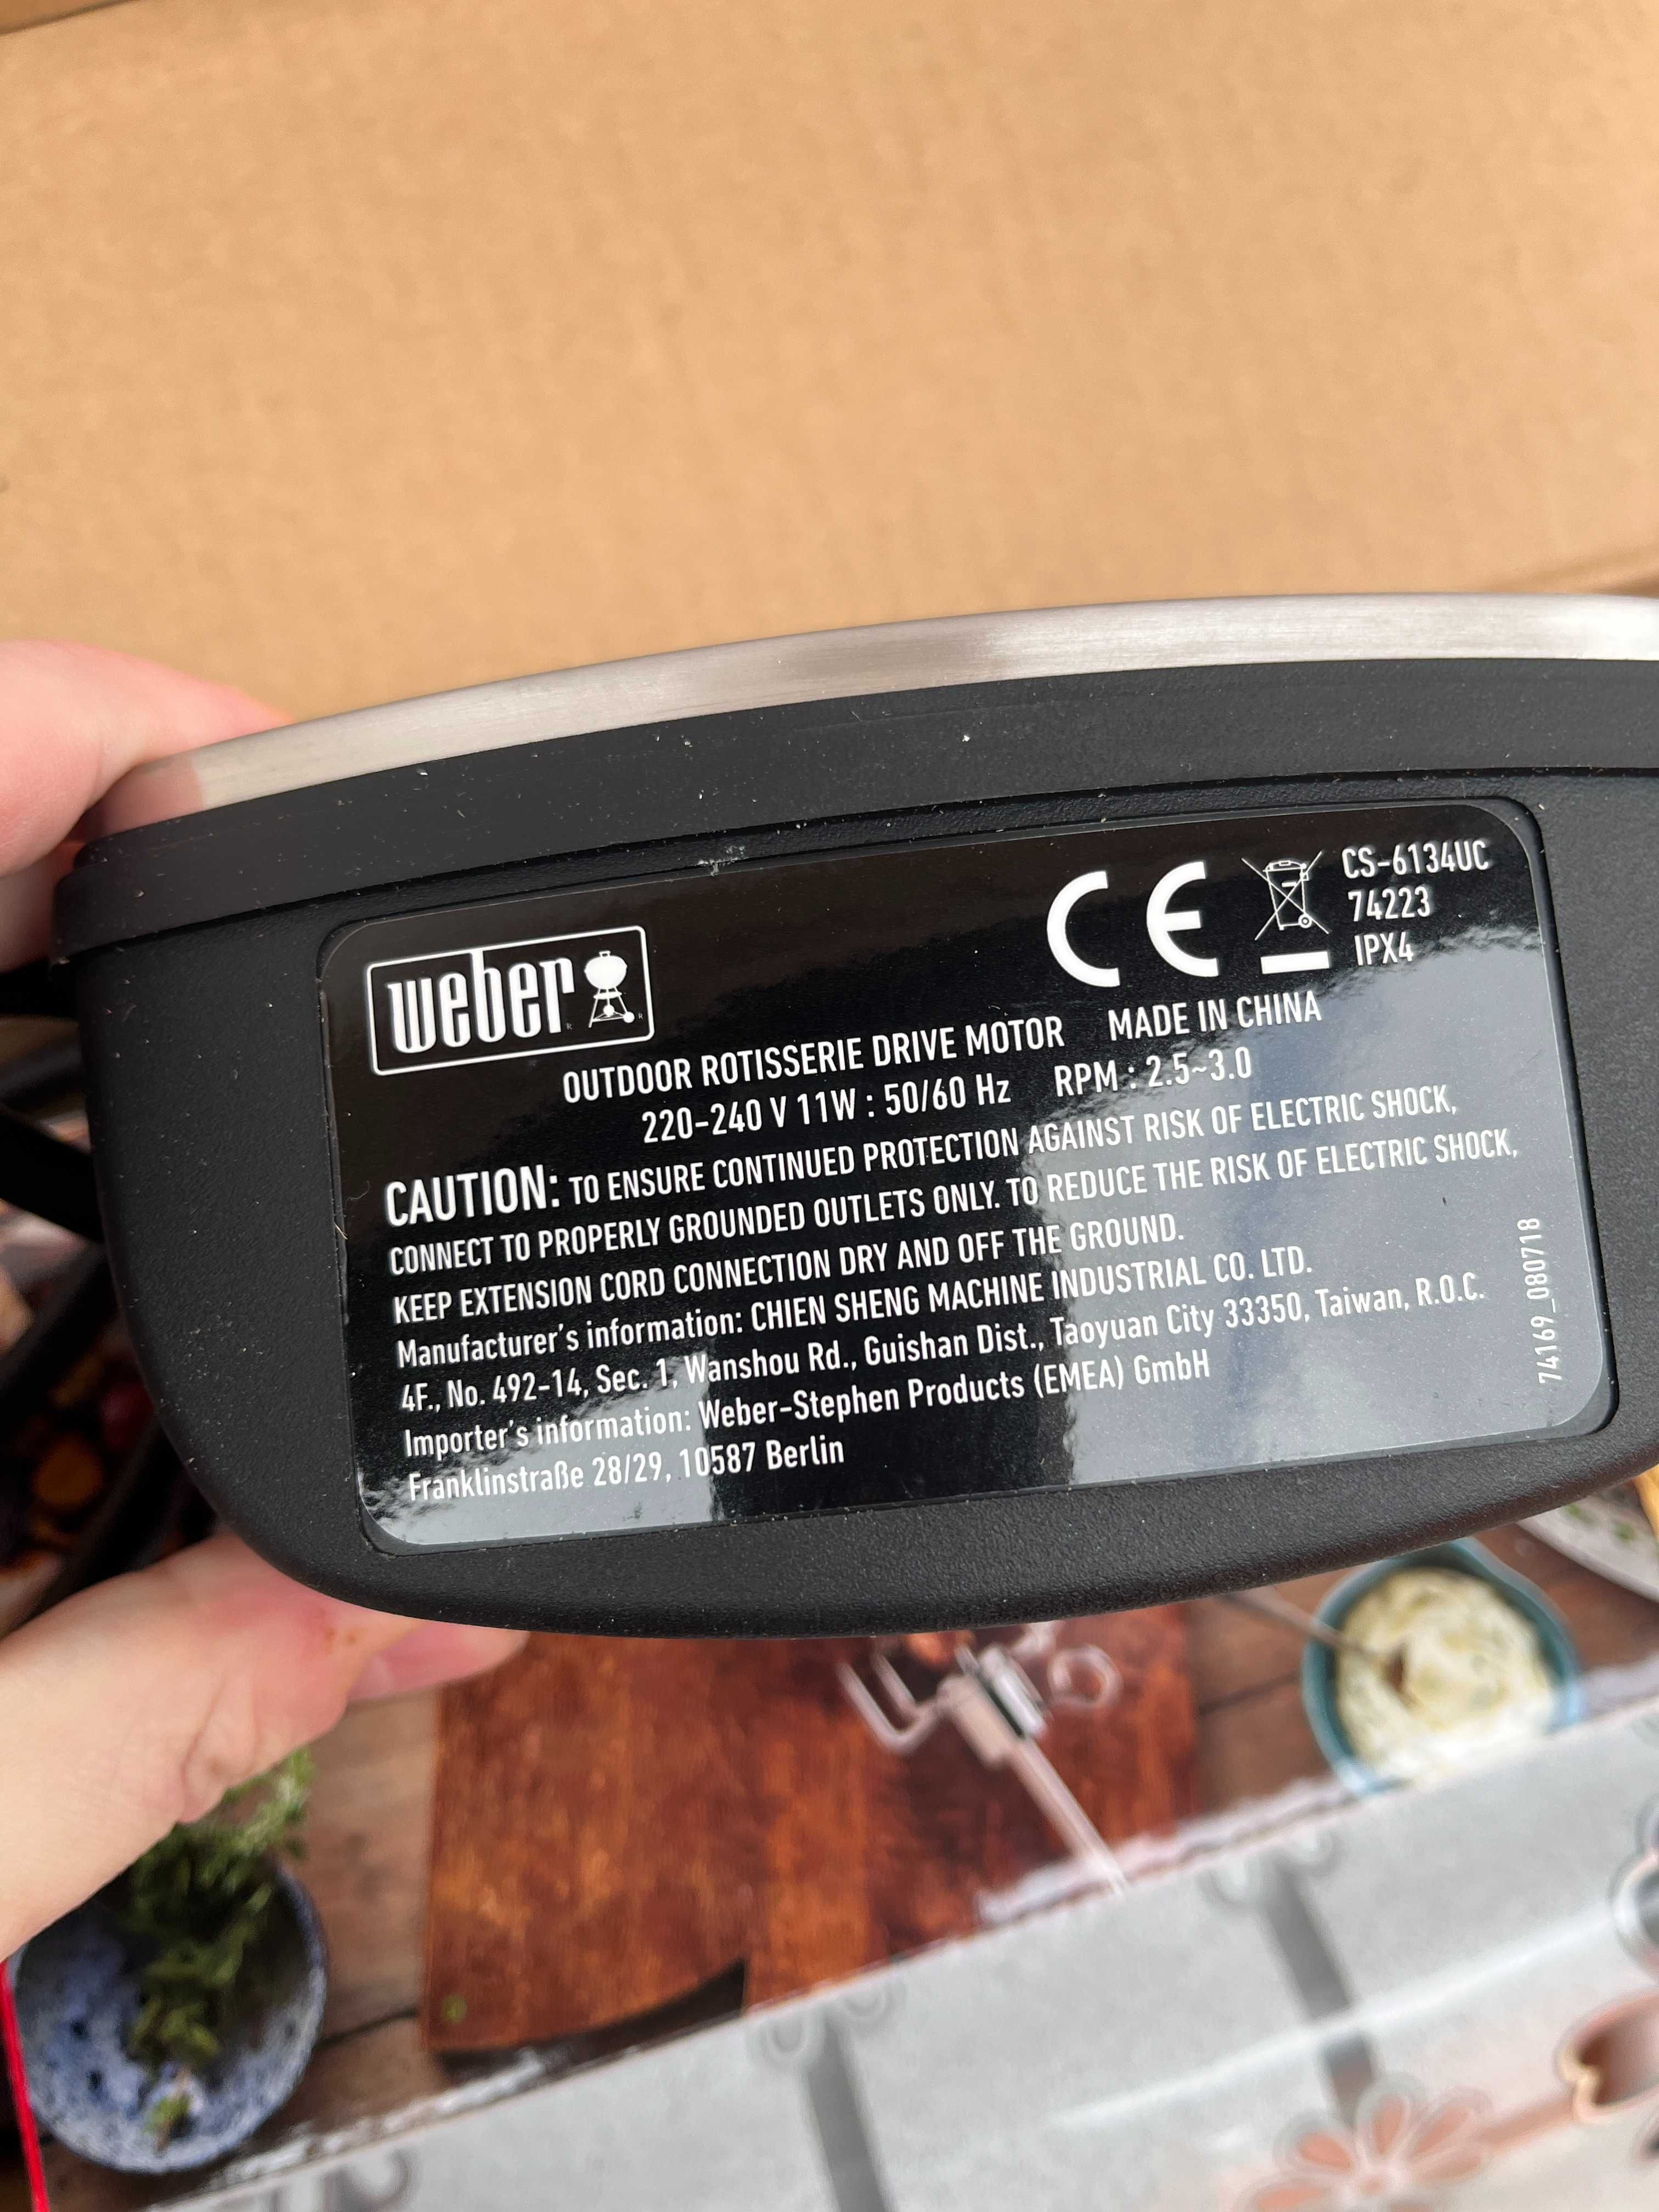 weber
CE
CS-6134UC
74223
IPX4
OUTDOOR ROTISSERIE DRIVE MOTOR MADE IN CHINA
220-240 V 11W : 50/60 Hz RPM : 2.5~3.0
CAUTION: TO ENSURE CONTINUED PROTECTION AGAINST RISK OF ELECTRIC SHOCK,
CONNECT TO PROPERLY GROUNDED OUTLETS ONLY. TO REDUCE THE RISK OF ELECTRIC SHOCK,
KEEP EXTENSION CORD CONNECTION DRY AND OFF THE GROUND.
Manufacturer's information: CHIEN SHENG MACHINE INDUSTRIAL CO. LTD.
4F., No. 492-14, Sec. 1, Wanshou Rd., Guishan Dist., Taoyuan City 33350, Taiwan, R.O.C.
Importer's information: Weber-Stephen Products (EMEA) GmbH
Franklinstraße 28/29, 10587 Berlin
74169_080718